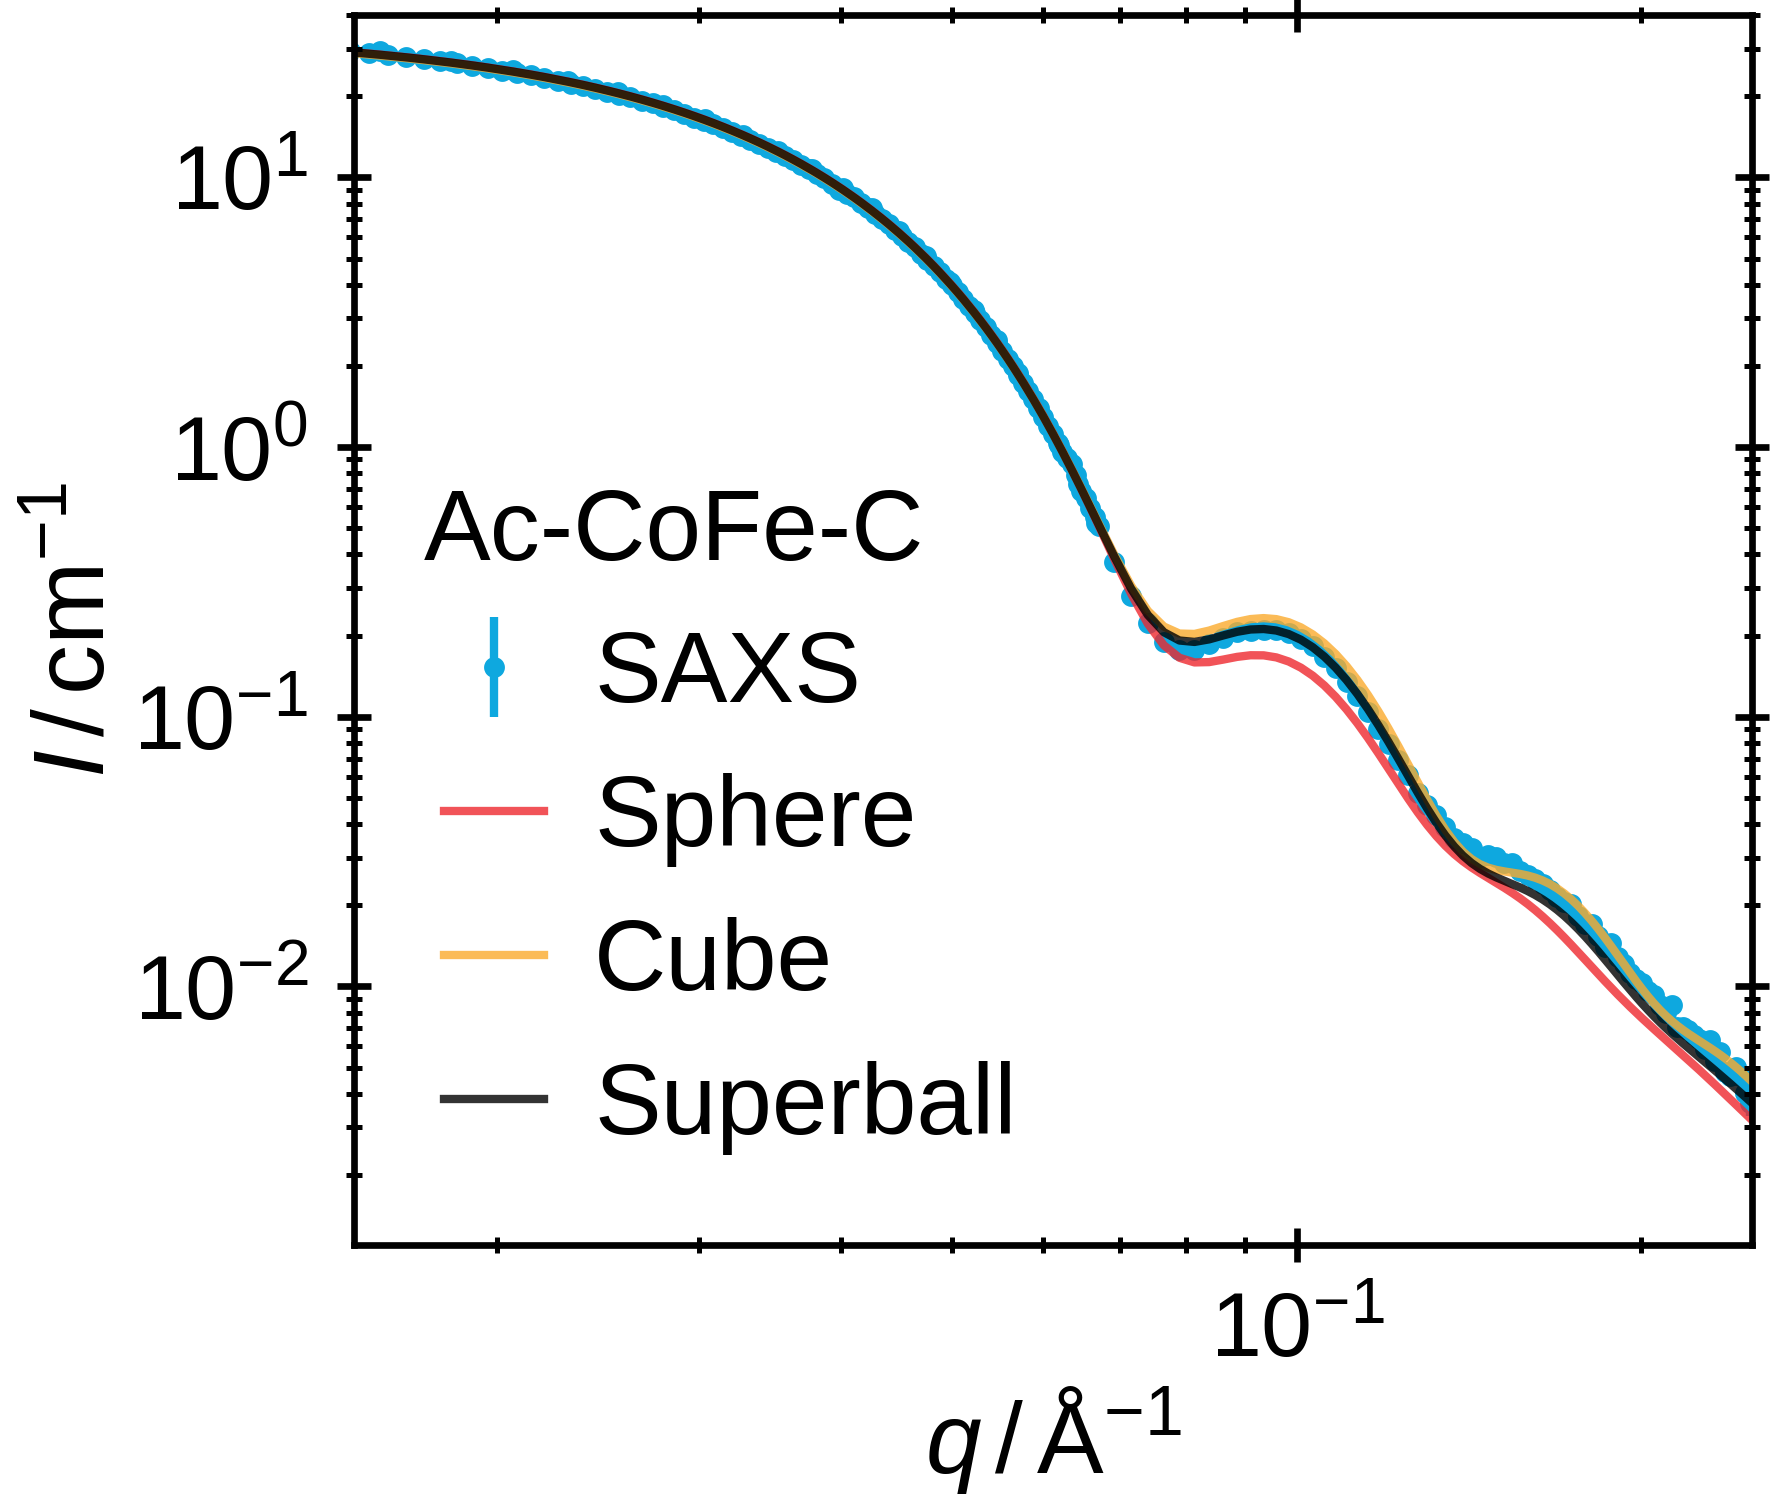 10¹
10⁰
10⁻¹
10⁻²
I / cm⁻¹
Ac-CoFe-C
SAXS
Sphere
Cube
Superball
10⁻¹
q / Å⁻¹